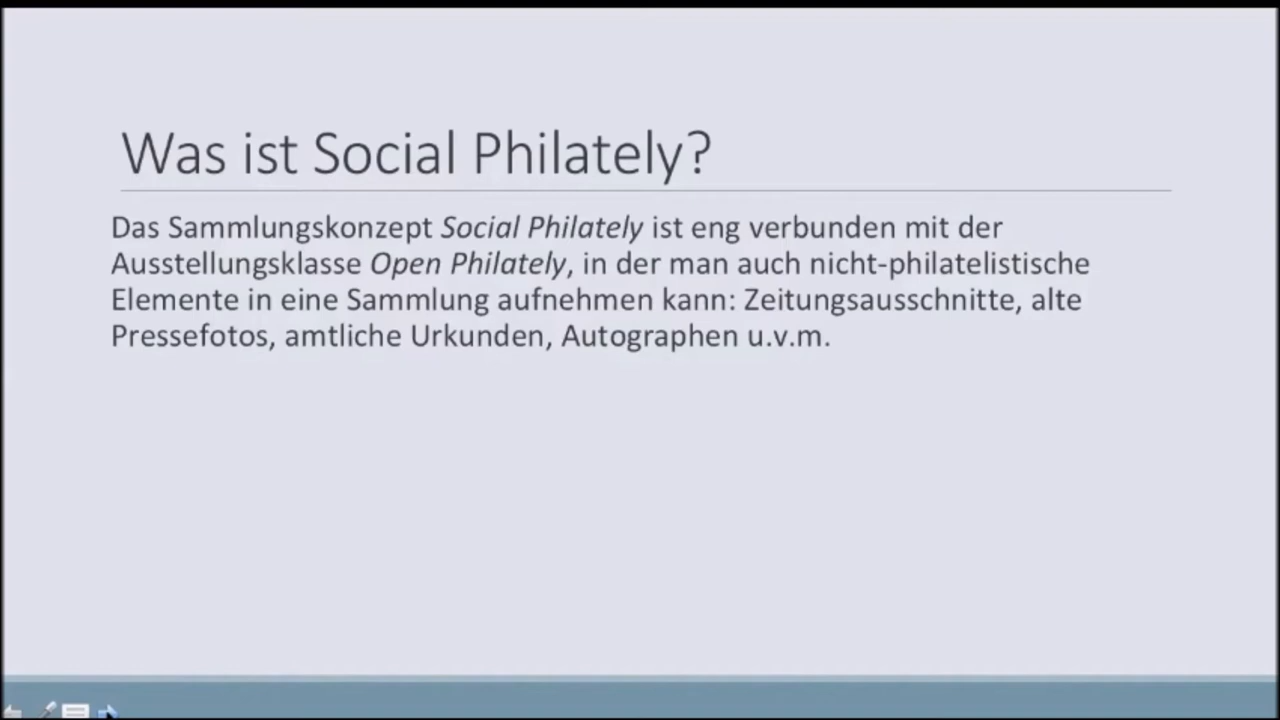 Was ist Social Philately?
Das Sammlungskonzept Social Philately ist eng verbunden mit der
Ausstellungsklasse Open Philately, in der man auch nicht-philatelistische
Elemente in eine Sammlung aufnehmen kann: Zeitungsausschnitte, alte
Pressefotos, amtliche Urkunden, Autographen u.v.m.